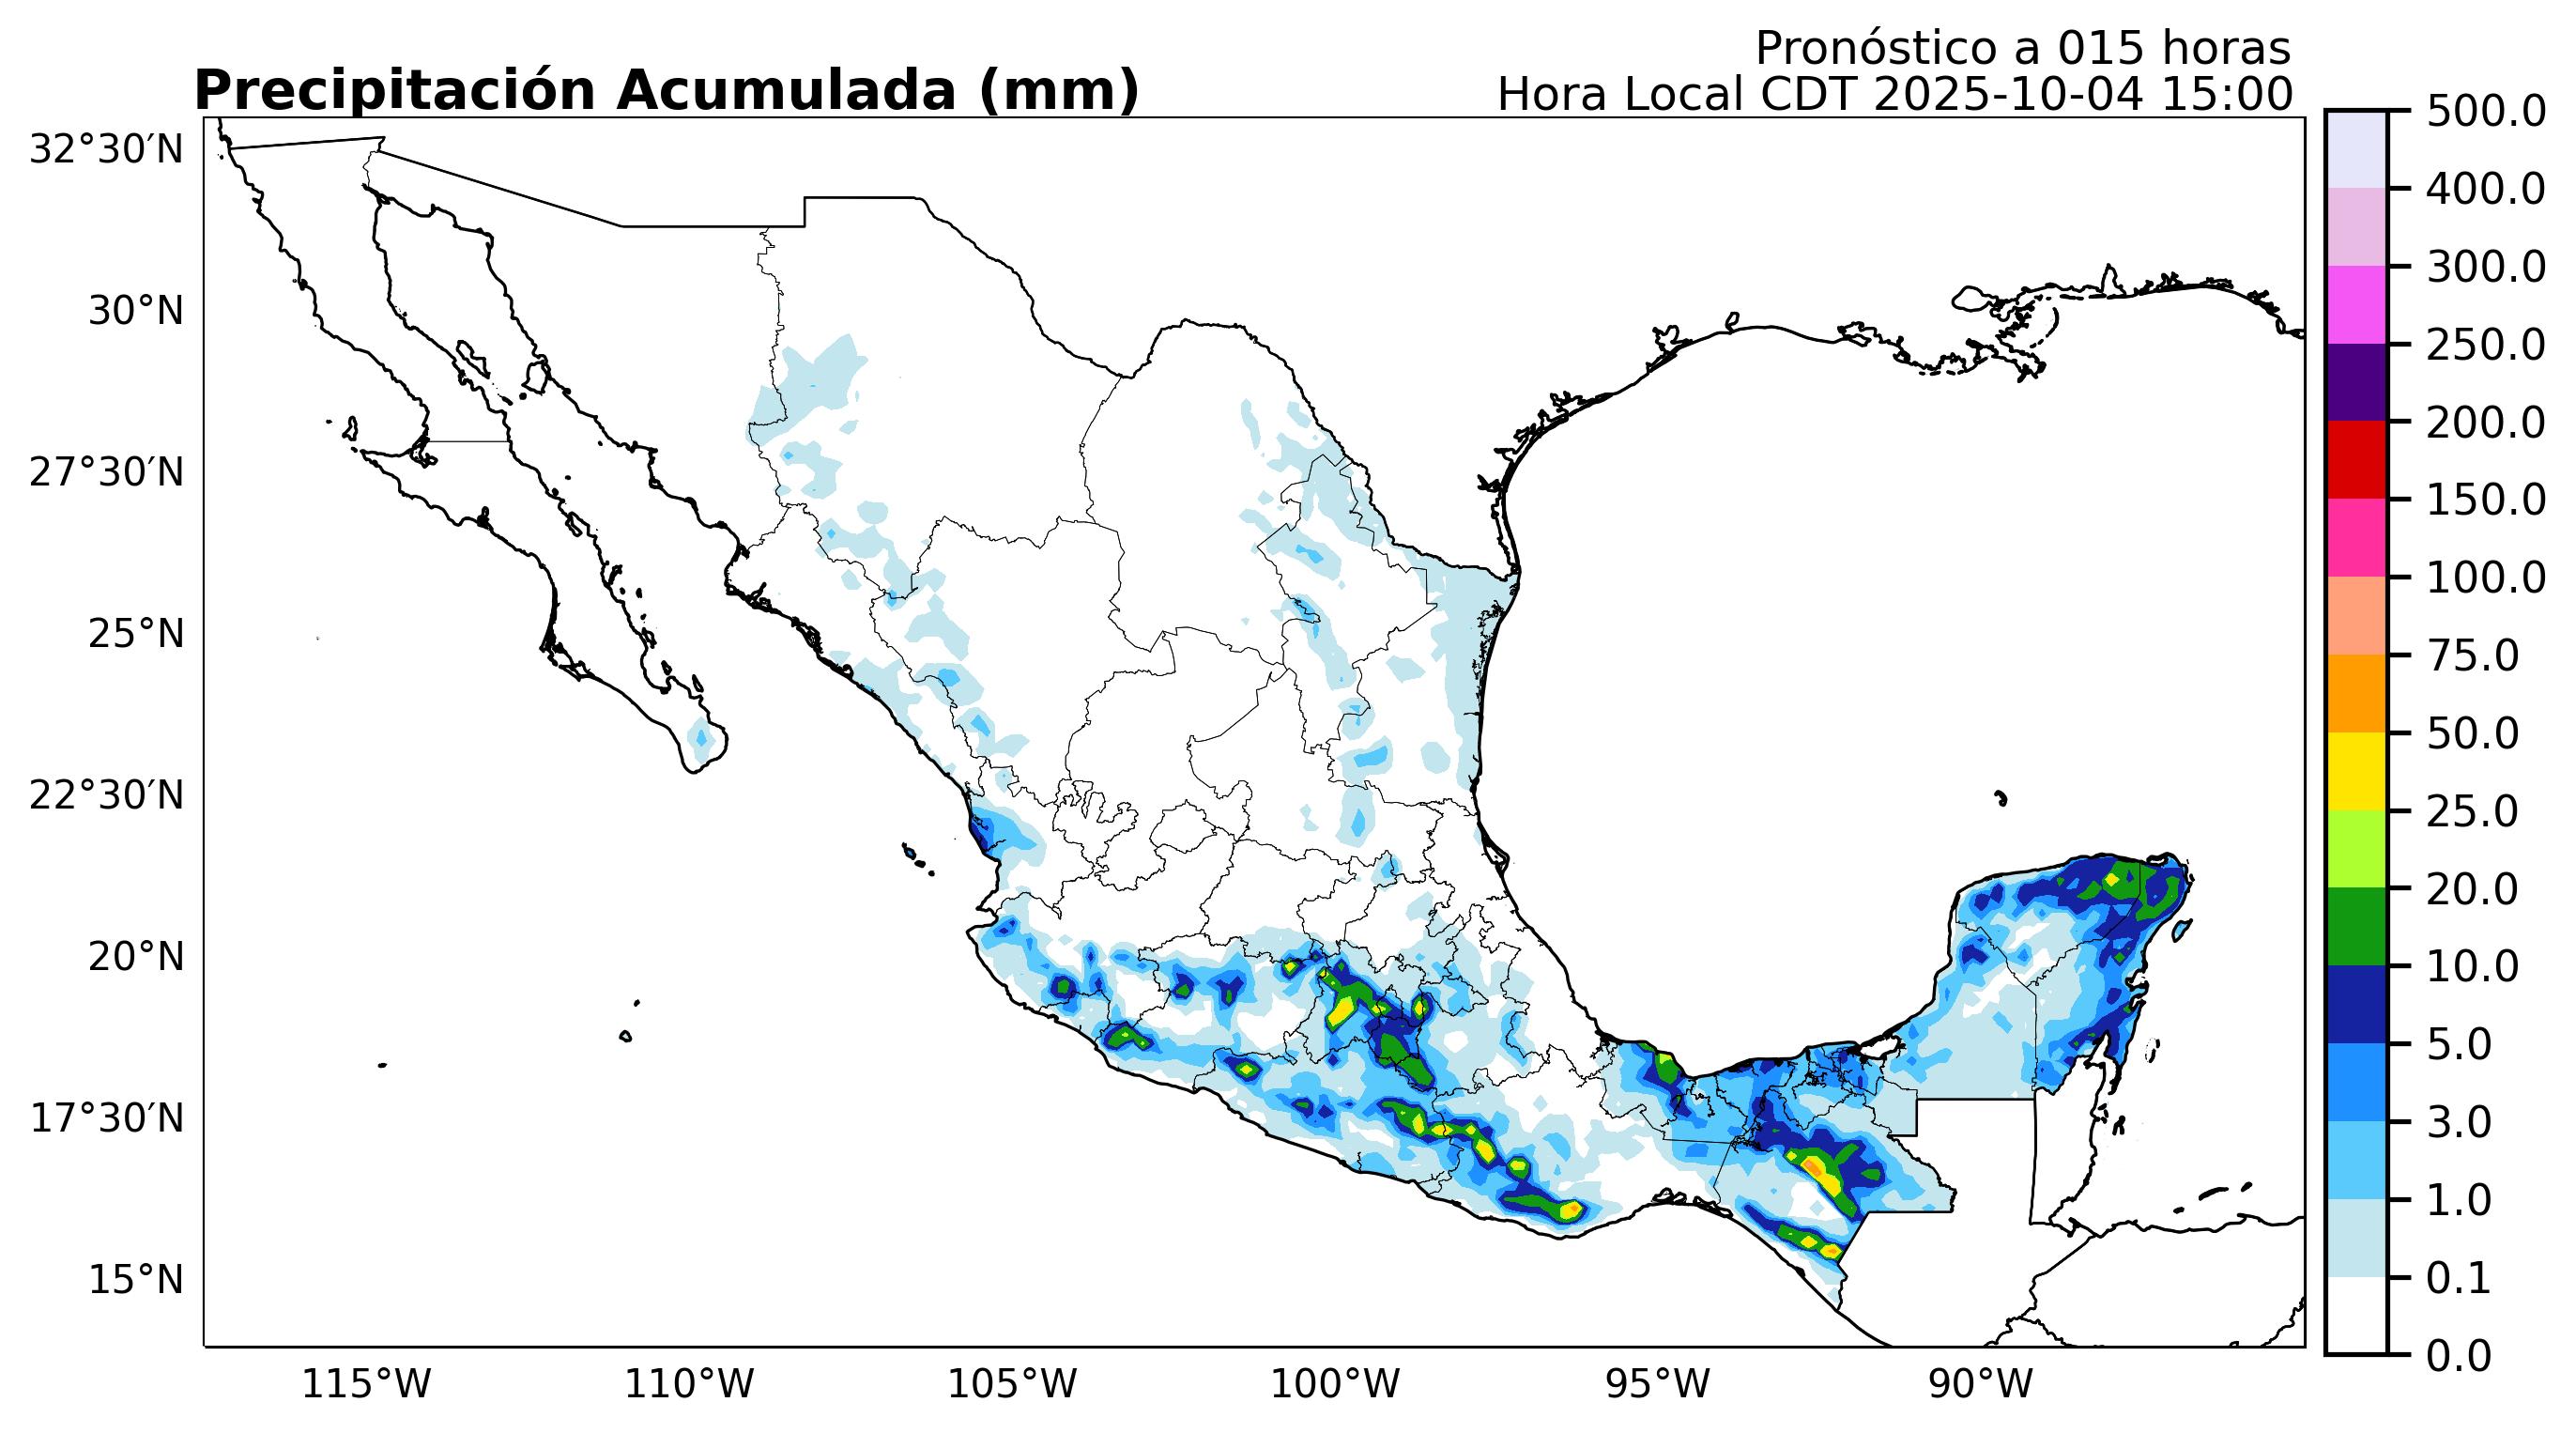 Pronóstico a 015 horas
Precipitación Acumulada (mm)
Hora Local CDT 2025-10-04 15:00
32°30′N
30°N
27°30′N
25°N
22°30′N
20°N
17°30′N
15°N
115°W
110°W
105°W
100°W
95°W
90°W
500.0
400.0
300.0
250.0
200.0
150.0
100.0
75.0
50.0
25.0
20.0
10.0
5.0
3.0
1.0
0.1
0.0